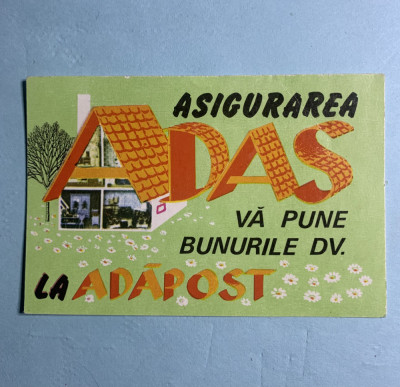 ASIGURAREA
ADAS
VĂ PUNE
BUNURILE DV.
LA ADĂPOST